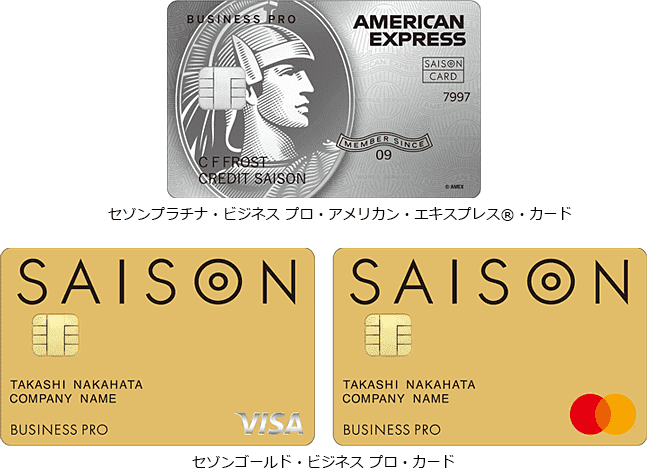 BUSINESS PRO
AMERICAN
EXPRESS
SAISON
CARD
7997
MEMBER SINCE
09
C F FROST
CREDIT SAISON
© AMEX
セゾンプラチナ・ビジネス プロ・アメリカン・エキスプレス®・カード
SAISON
TAKASHI NAKAHATA
COMPANY NAME
BUSINESS PRO
VISA
SAISON
TAKASHI NAKAHATA
COMPANY NAME
BUSINESS PRO
セゾンゴールド・ビジネス プロ・カード